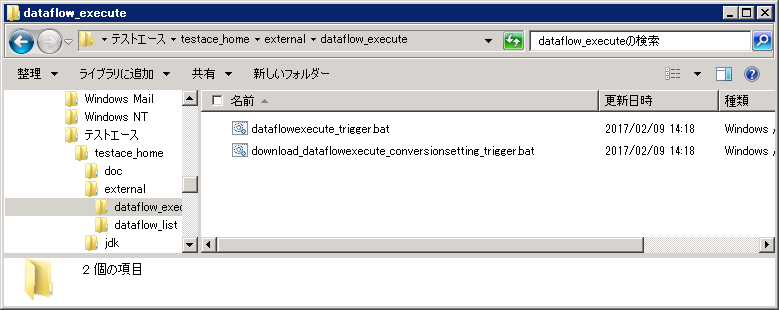 dataflow_execute
テストエース testace_home external dataflow_execute
dataflow_executeの検索
整理 ライブラリに追加 共有 新しいフォルダー
Windows Mail
Windows NT
テストエース
testace_home
doc
external
dataflow_exec
dataflow_list
jdk
名前 更新日時 種類
dataflowexecute_trigger.bat 2017/02/09 14:18 Windows
download_dataflowexecute_conversionsetting_trigger.bat 2017/02/09 14:18 Windows
2 個の項目